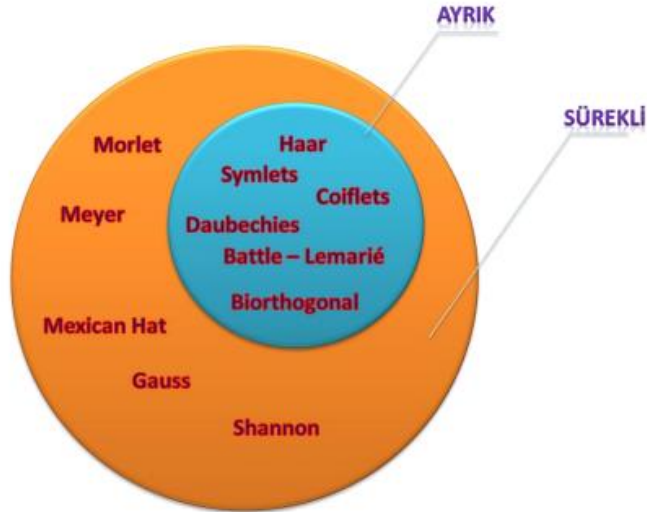 AYRIK
SÜREKLİ
Morlet
Haar
Symlets
Coiflets
Meyer
Daubechies
Battle – Lemarié
Biorthogonal
Mexican Hat
Gauss
Shannon